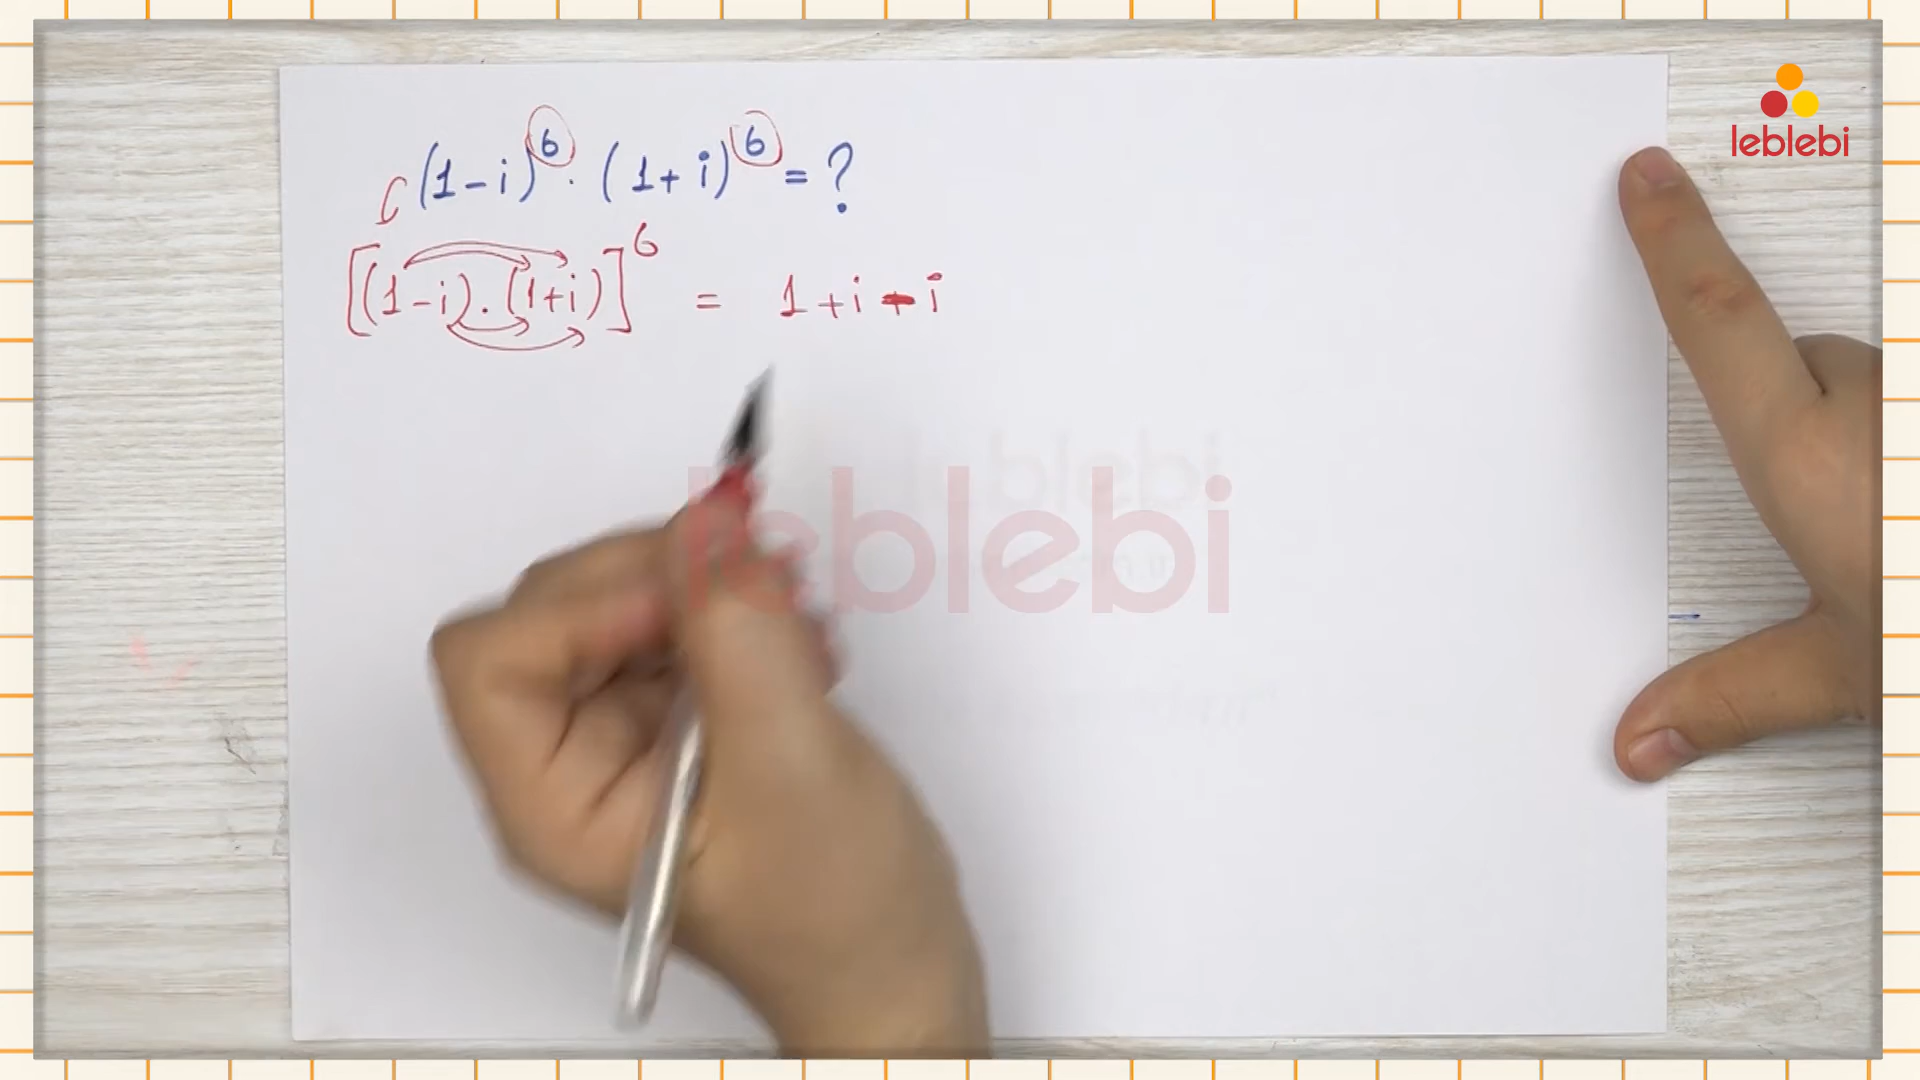 leblebi
(1-i)^6 . (1+i)^6 = ?
[(1-i).(1+i)]^6 = 1+i-i
leblebi